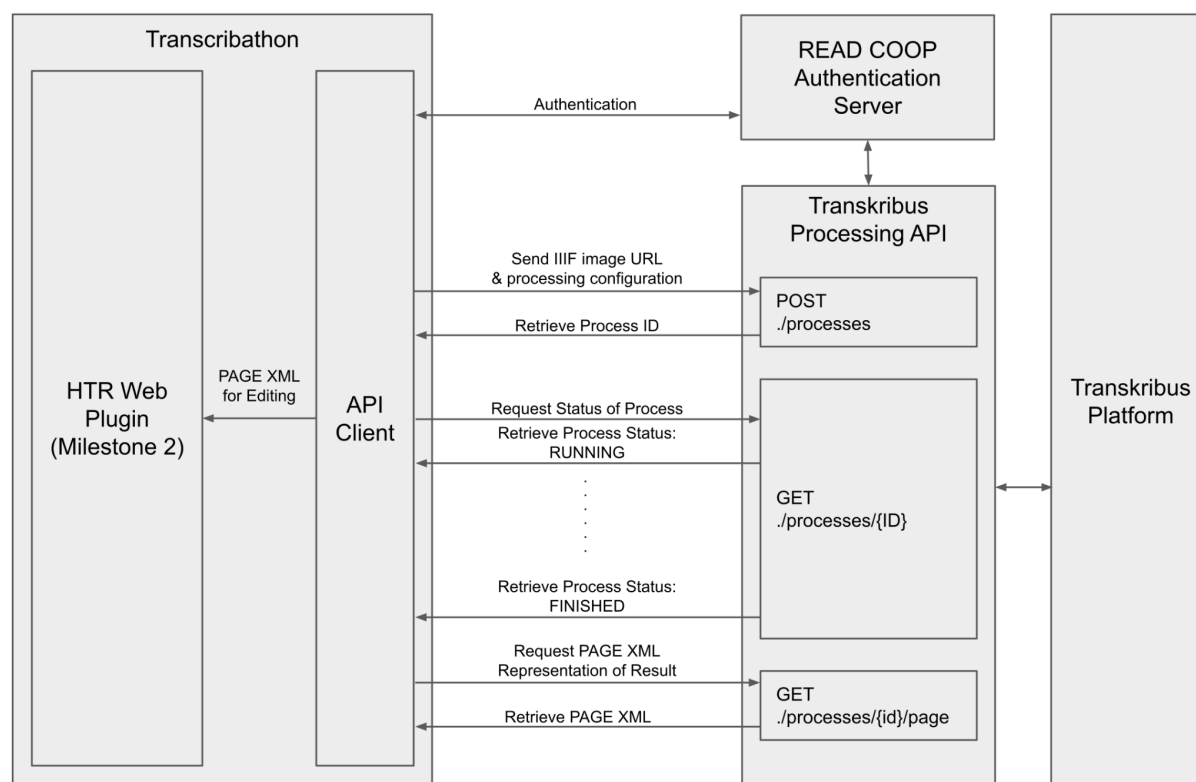 Transcribathon
READ COOP
Authentication
Server
Authentication
Transkribus
Processing API
Send IIIF image URL
& processing configuration
POST
./processes
Retrieve Process ID
HTR Web
Plugin
(Milestone 2)
PAGE XML
for Editing
API
Client
Request Status of Process
Retrieve Process Status:
RUNNING
.
.
.
.
.
.
GET
./processes/{ID}
Retrieve Process Status:
FINISHED
Request PAGE XML
Representation of Result
GET
./processes/{id}/page
Retrieve PAGE XML
Transkribus
Platform